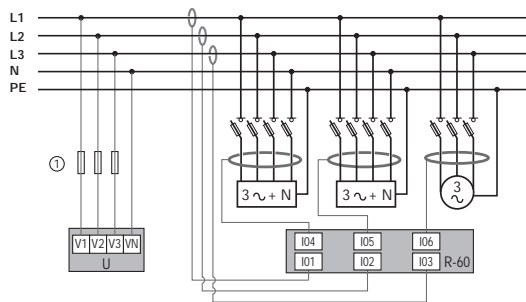 L1
L2
L3
N
PE
①
3 ~ + N
3 ~ + N
3 ~
V1 V2 V3 VN
U
I04 I05 I06
I01 I02 I03
R-60